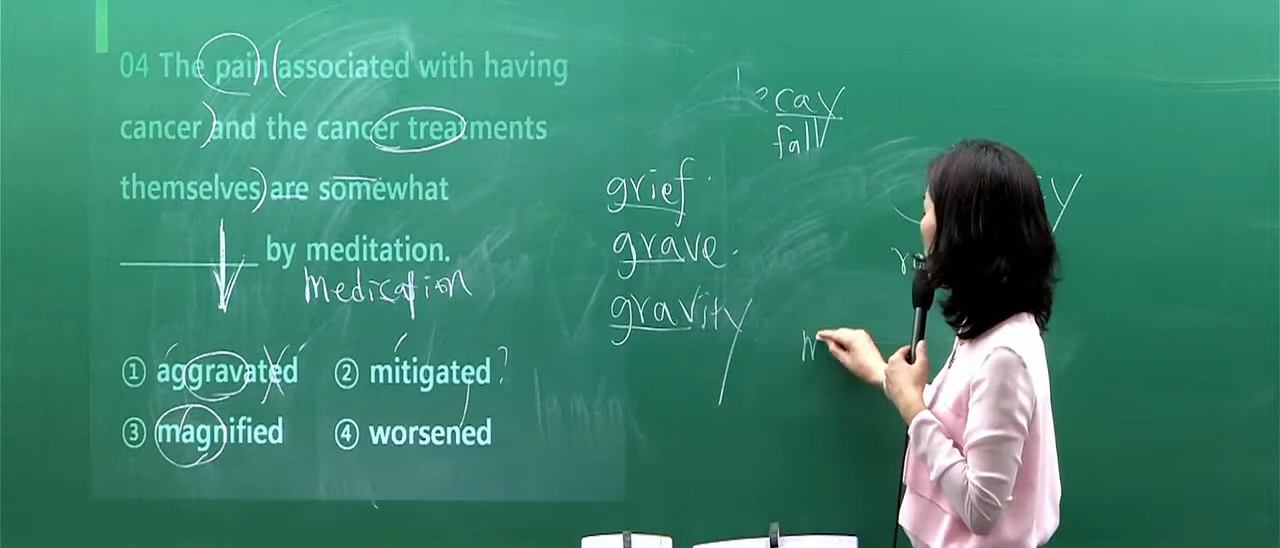 04 The pain associated with having
cancer and the cancer treatments
themselves are somewhat
by meditation.
Medication
① aggravated ② mitigated ?
③ magnified ④ worsened
cay
fall
grief
grave
gravity